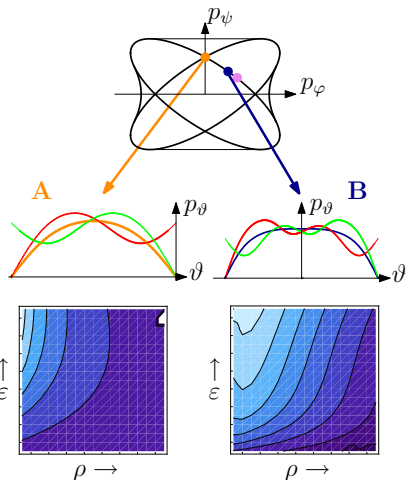 p_ψ
p_φ
A
B
p_ϑ
p_ϑ
ϑ
ϑ
ε →
ε →
ρ →
ρ →